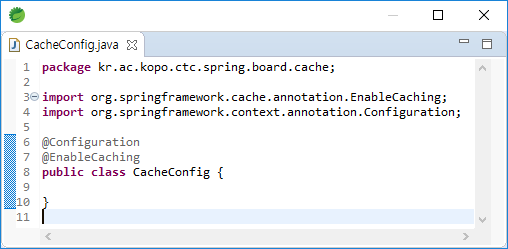 CacheConfig.java
1 package kr.ac.kopo.ctc.spring.board.cache;
2
3 import org.springframework.cache.annotation.EnableCaching;
4 import org.springframework.context.annotation.Configuration;
5
6 @Configuration
7 @EnableCaching
8 public class CacheConfig {
9
10 }
11